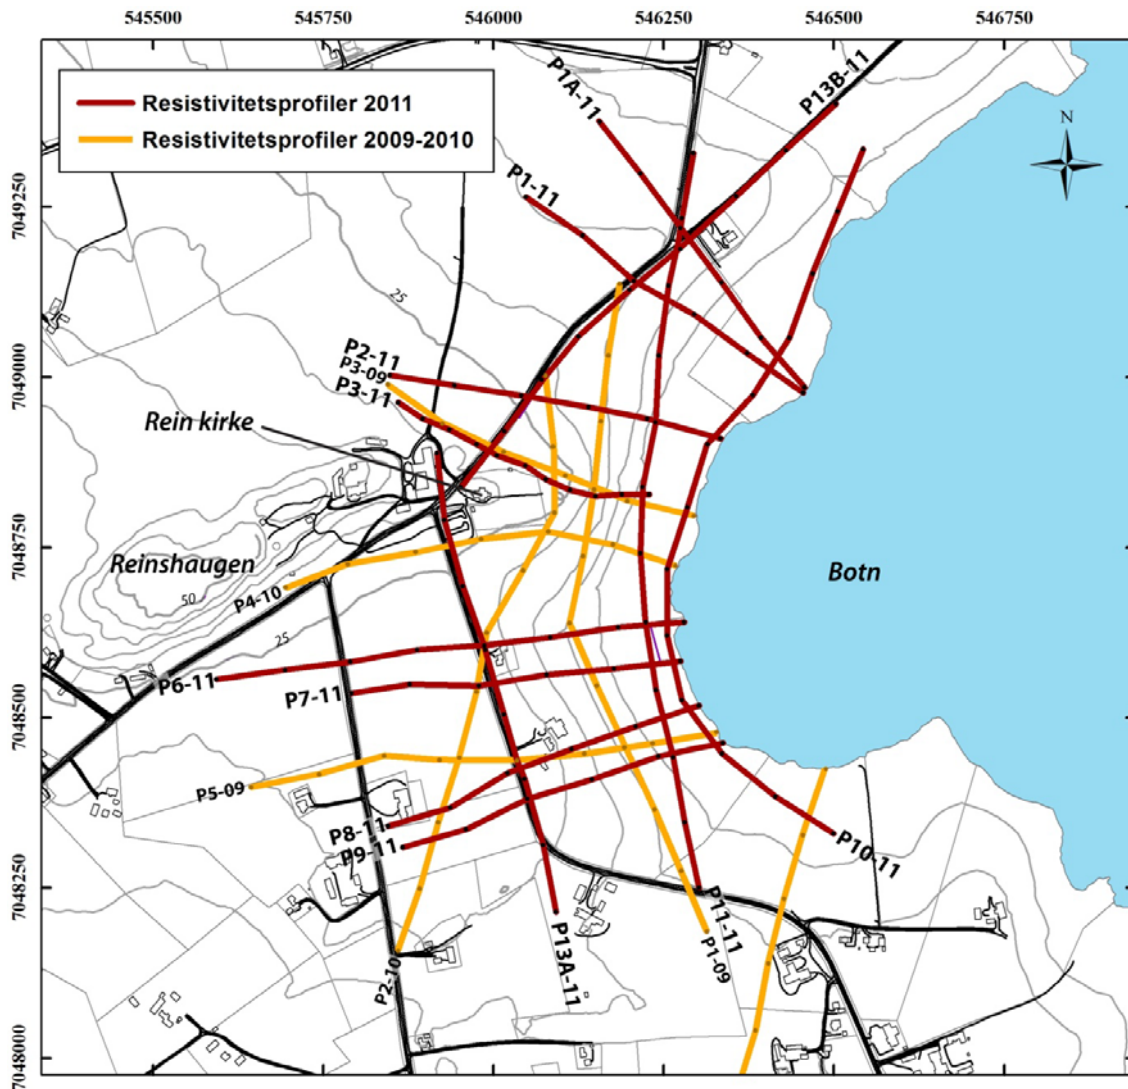 545500 545750 546000 546250 546500 546750
Resistivitetsprofiler 2011
Resistivitetsprofiler 2009-2010
N
P1A-11
P13B-11
P1-11
7049250
25
P2-11
P3-09
P3-11
7049000
Rein kirke
7048750
Reinshaugen
50
P4-10
Botn
25
P6-11
P7-11
7048500
P5-09
P8-11
P9-11
P10-11
7048250
P11-11
P1-09
P13A-11
P2-10
7048000